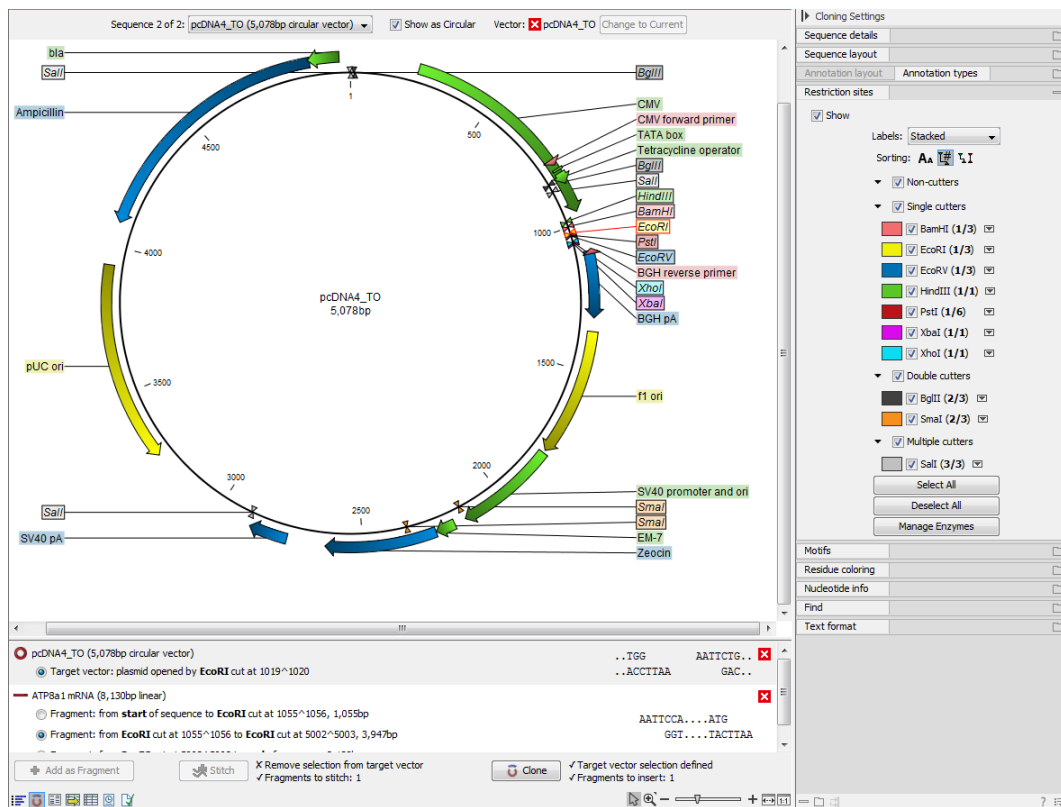 Sequence 2 of 2: pcDNA4_TO (5,078bp circular vector) Show as Circular Vector: pcDNA4_TO Change to Current
bla
SalI
Ampicillin
pUC ori
SalI
SV40 pA
1
500
1000
1500
2000
2500
3000
3500
4000
4500
pcDNA4_TO
5,078bp
BglII
CMV
CMV forward primer
TATA box
Tetracycline operator
BglII
SalI
HindIII
BamHI
EcoRI
PstI
EcoRV
BGH reverse primer
XhoI
XbaI
BGH pA
f1 ori
SV40 promoter and ori
SmaI
SmaI
EM-7
Zeocin
pcDNA4_TO (5,078bp circular vector)
Target vector: plasmid opened by EcoRI cut at 1019^1020
..TGG AATTCTG..
..ACCTTAA GAC..
ATP8a1 mRNA (8,130bp linear)
Fragment: from start of sequence to EcoRI cut at 1055^1056, 1,055bp
Fragment: from EcoRI cut at 1055^1056 to EcoRI cut at 5002^5003, 3,947bp
AATTCCA....ATG
GGT....TACTTAA
Add as Fragment
Stitch
✗ Remove selection from target vector
✓ Fragments to stitch: 1
Clone
✓ Target vector selection defined
✓ Fragments to insert: 1
Cloning Settings
Sequence details
Sequence layout
Annotation layout Annotation types
Restriction sites
Show
Labels: Stacked
Sorting:
Non-cutters
Single cutters
BamHI (1/3)
EcoRI (1/3)
EcoRV (1/3)
HindIII (1/1)
PstI (1/6)
XbaI (1/1)
XhoI (1/1)
Double cutters
BglII (2/3)
SmaI (2/3)
Multiple cutters
SalI (3/3)
Select All
Deselect All
Manage Enzymes
Motifs
Residue coloring
Nucleotide info
Find
Text format